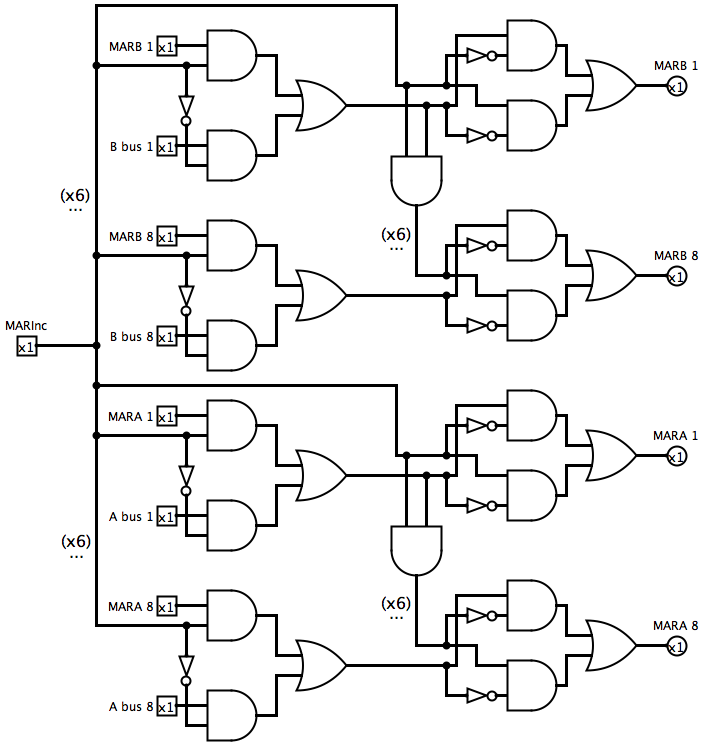 MARB 1 x1
MARB 1
x1
B bus 1 x1
(x6)
...
(x6)
...
MARB 8 x1
MARB 8
x1
MARInc
x1
B bus 8 x1
MARA 1 x1
MARA 1
x1
A bus 1 x1
(x6)
...
(x6)
...
MARA 8 x1
MARA 8
x1
A bus 8 x1